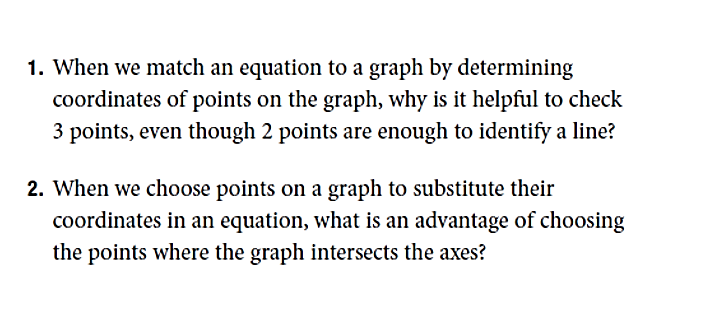 1. When we match an equation to a graph by determining
coordinates of points on the graph, why is it helpful to check
3 points, even though 2 points are enough to identify a line?
2. When we choose points on a graph to substitute their
coordinates in an equation, what is an advantage of choosing
the points where the graph intersects the axes?